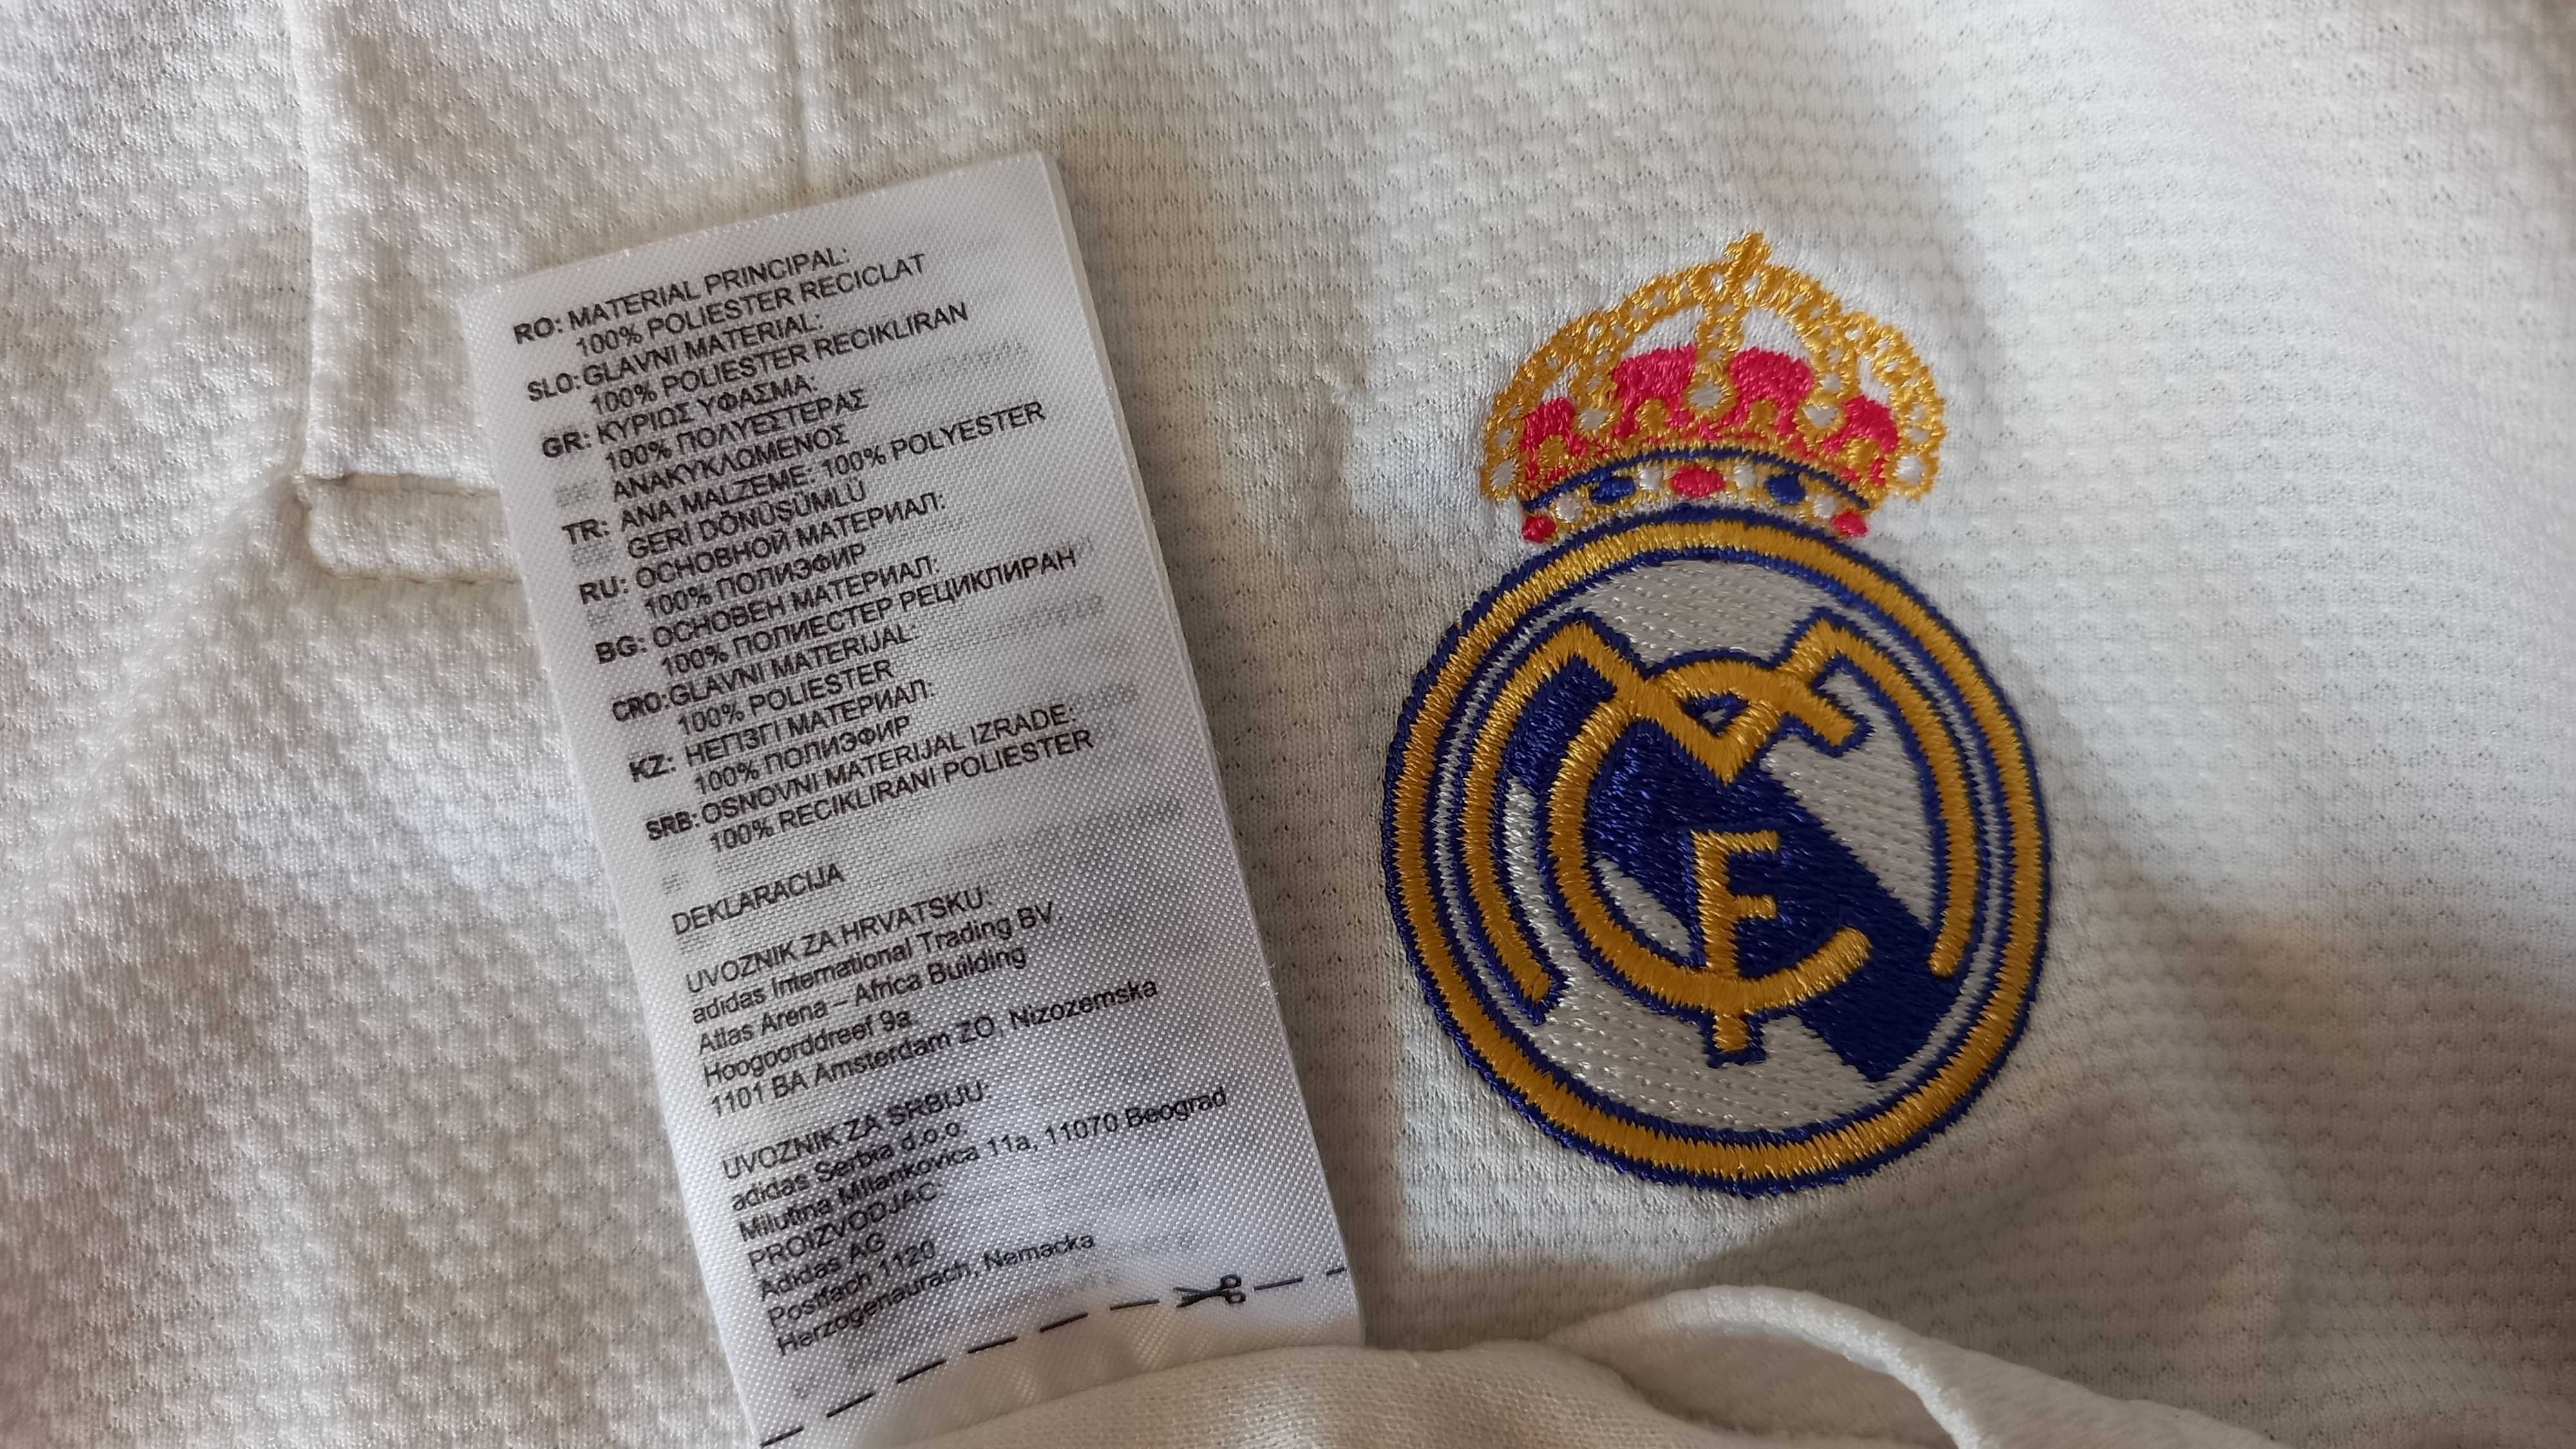 RO: MATERIAL PRINCIPAL:
100% POLIESTER RECICLAT
SLO: GLAVNI MATERIAL:
100% POLIESTER RECIKLIRAN
GR: ΚΥΡΙΩΣ ΥΦΑΣΜΑ:
100% ΠΟΛΥΕΣΤΕΡΑΣ
ΑΝΑΚΥΚΛΩΜΕΝΟΣ
TR: ANA MALZEME: 100% POLYESTER
GERİ DÖNÜŞÜMLÜ
RU: ОСНОВНОЙ МАТЕРИАЛ:
100% ПОЛИЭФИР
BG: ОСНОВЕН МАТЕРИАЛ:
100% ПОЛИЕСТЕР РЕЦИКЛИРАН
CRO: GLAVNI MATERIJAL:
100% POLIESTER
KZ: НЕГІЗГІ МАТЕРИАЛ:
100% ПОЛИЭФИР
SRB: OSNOVNI MATERIJAL IZRADE:
100% RECIKLIRANI POLIESTER
DEKLARACIJA
UVOZNIK ZA HRVATSKU:
adidas International Trading BV.
Atlas Arena – Africa Building
Hoogoorddreef 9a
1101 BA Amsterdam ZO, Nizozemska
UVOZNIK ZA SRBIJU:
adidas Serbia d.o.o.
Milutina Milankovica 11a, 11070 Beograd
PROIZVODJAC:
Adidas AG
Postfach 1120
Herzogenaurach, Nemacka